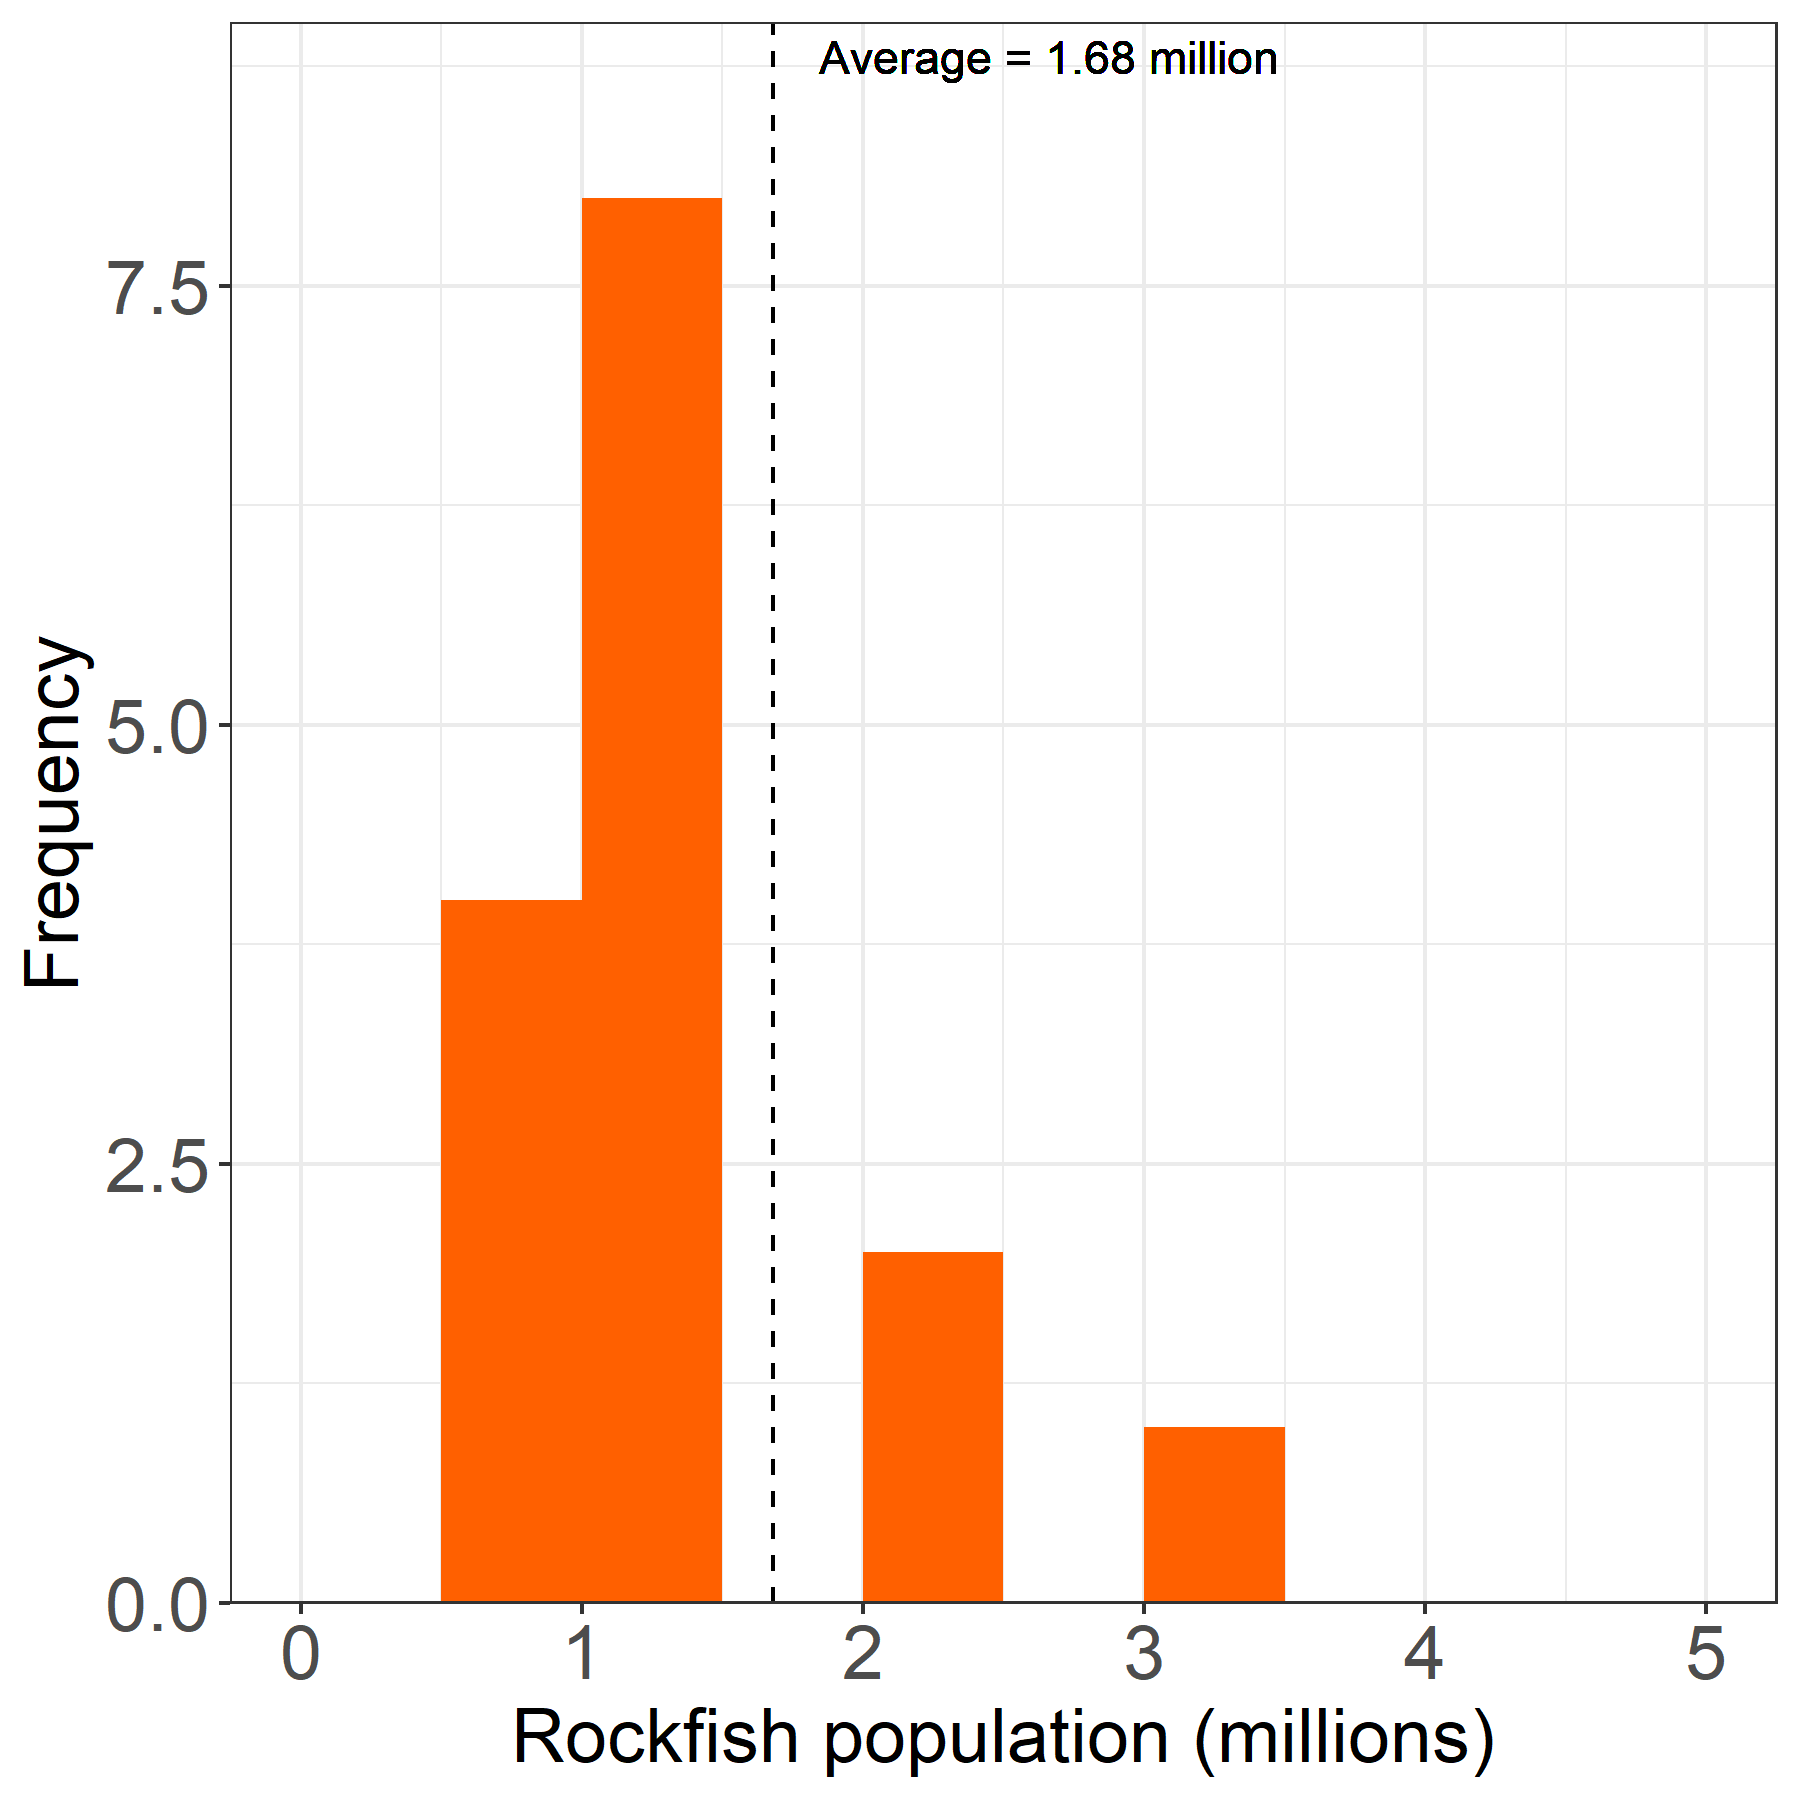 Average = 1.68 million
7.5
5.0
2.5
0.0
Frequency
0 1 2 3 4 5
Rockfish population (millions)